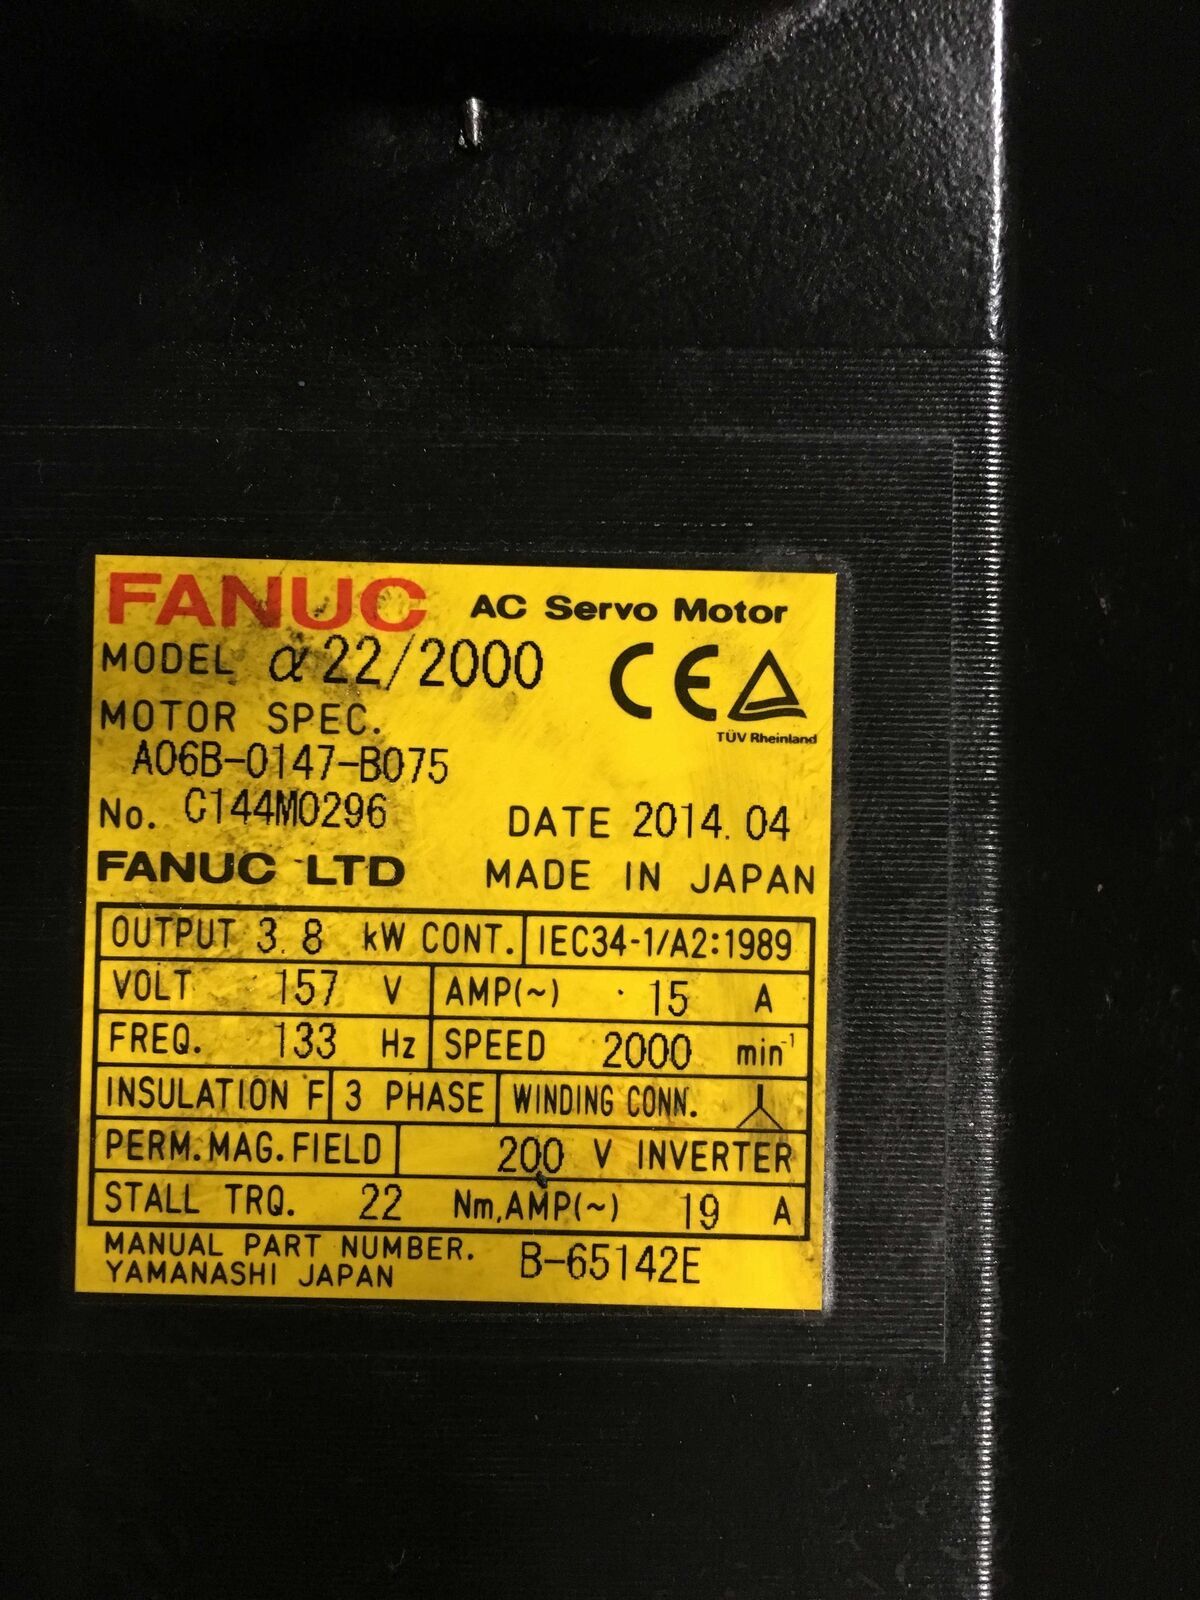 FANUC AC Servo Motor
MODEL α22/2000
CE
TÜV Rheinland
MOTOR SPEC.
A06B-0147-B075
No. C144M0296 DATE 2014.04
FANUC LTD MADE IN JAPAN
OUTPUT 3.8 kW CONT. IEC34-1/A2:1989
VOLT 157 V AMP(~) 15 A
FREQ. 133 Hz SPEED 2000 min⁻¹
INSULATION F 3 PHASE WINDING CONN.
PERM.MAG.FIELD 200 V INVERTER
STALL TRQ. 22 Nm,AMP(~) 19 A
MANUAL PART NUMBER. B-65142E
YAMANASHI JAPAN